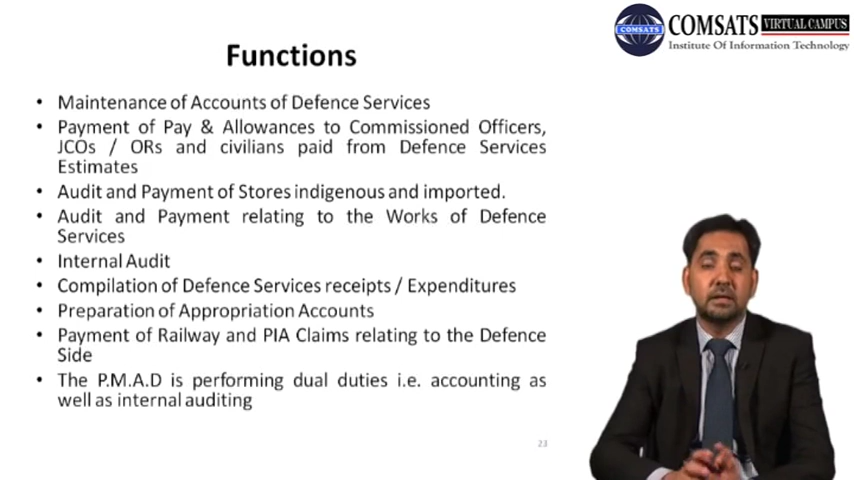 COMSATS VIRTUAL CAMPUS
COMSATS
Institute Of Information Technology
Functions
• Maintenance of Accounts of Defence Services
• Payment of Pay & Allowances to Commissioned Officers,
JCOs / ORs and civilians paid from Defence Services
Estimates
• Audit and Payment of Stores indigenous and imported.
• Audit and Payment relating to the Works of Defence
Services
• Internal Audit
• Compilation of Defence Services receipts / Expenditures
• Preparation of Appropriation Accounts
• Payment of Railway and PIA Claims relating to the Defence
Side
• The P.M.A.D is performing dual duties i.e. accounting as
well as internal auditing
23